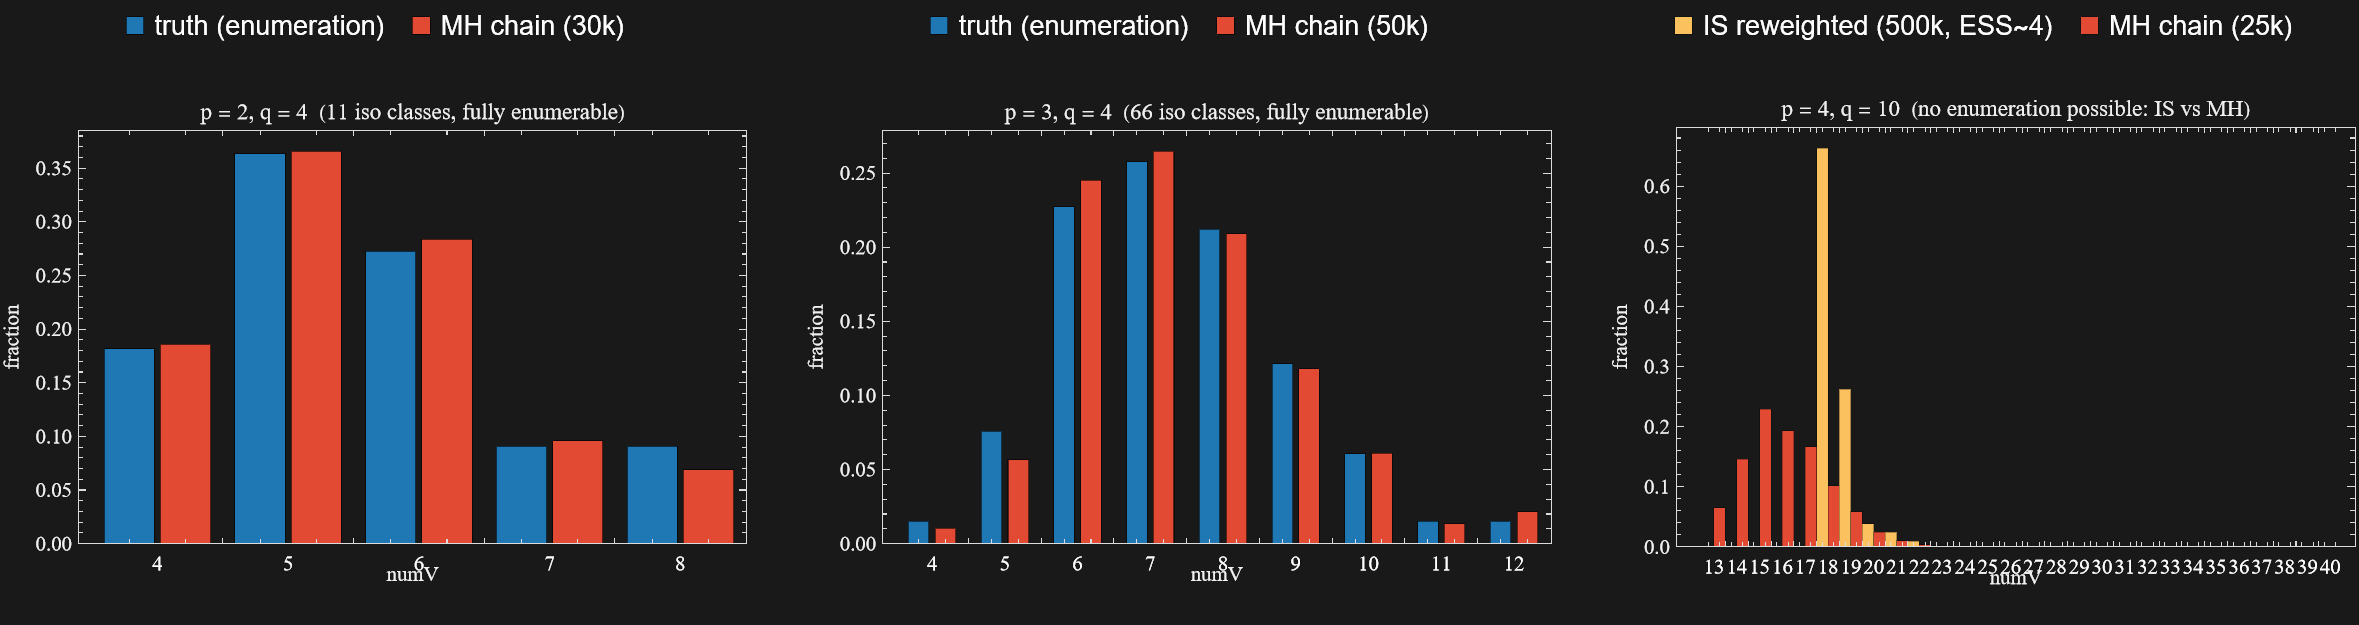 truth (enumeration) MH chain (30k)
p = 2, q = 4 (11 iso classes, fully enumerable)
fraction
0.35
0.30
0.25
0.20
0.15
0.10
0.05
0.00
4 5 6 7 8
numV
truth (enumeration) MH chain (50k)
p = 3, q = 4 (66 iso classes, fully enumerable)
fraction
0.25
0.20
0.15
0.10
0.05
0.00
4 5 6 7 8 9 10 11 12
numV
IS reweighted (500k, ESS~4) MH chain (25k)
p = 4, q = 10 (no enumeration possible: IS vs MH)
fraction
0.6
0.5
0.4
0.3
0.2
0.1
0.0
13 14 15 16 17 18 19 20 21 22 23 24 25 26 27 28 29 30 31 32 33 34 35 36 37 38 39 40
numV